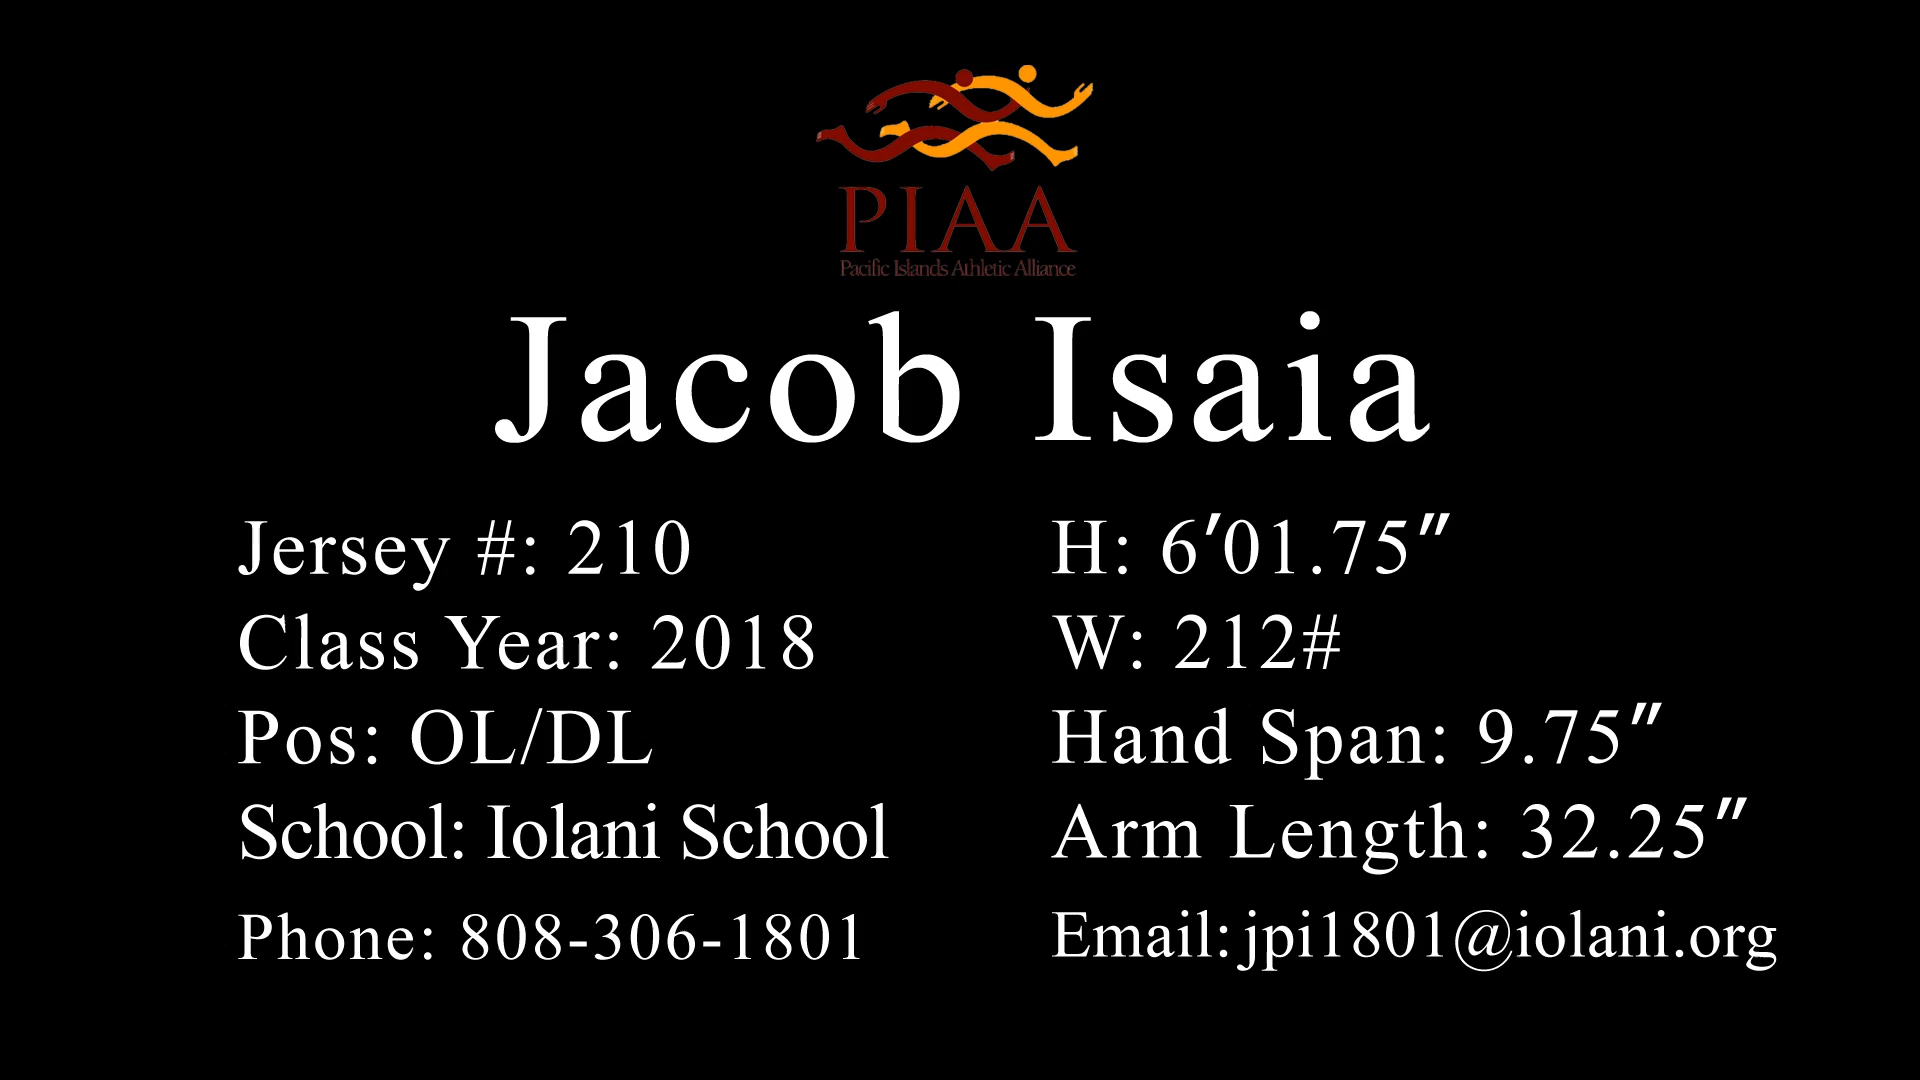 PIAA
Pacific Islands Athletic Alliance
Jacob Isaia
Jersey #: 210
Class Year: 2018
Pos: OL/DL
School: Iolani School
Phone: 808-306-1801
H: 6′01.75″
W: 212#
Hand Span: 9.75″
Arm Length: 32.25″
Email: jpi1801@iolani.org